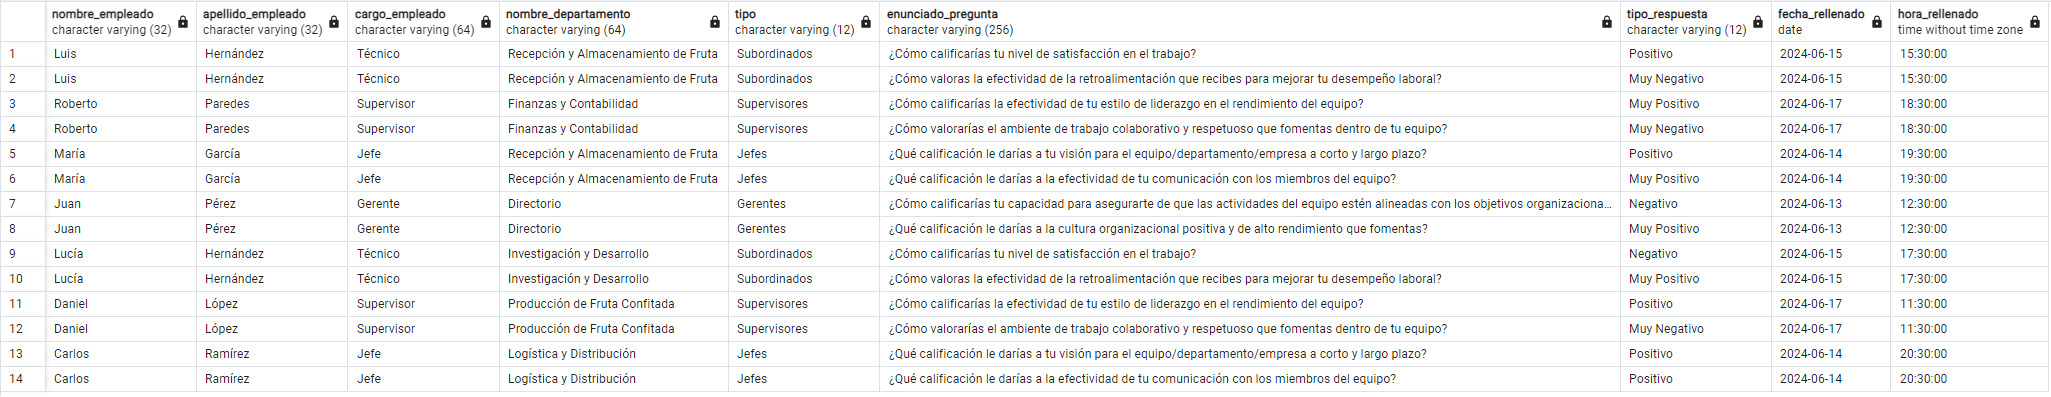 nombre_empleado apellido_empleado cargo_empleado nombre_departamento tipo enunciado_pregunta tipo_respuesta fecha_rellenado hora_rellenado
character varying (32) character varying (32) character varying (64) character varying (64) character varying (12) character varying (256) character varying (12) date time without time zone
1 Luis Hernández Técnico Recepción y Almacenamiento de Fruta Subordinados ¿Cómo calificarías tu nivel de satisfacción en el trabajo? Positivo 2024-06-15 15:30:00
2 Luis Hernández Técnico Recepción y Almacenamiento de Fruta Subordinados ¿Cómo valoras la efectividad de la retroalimentación que recibes para mejorar tu desempeño laboral? Muy Negativo 2024-06-15 15:30:00
3 Roberto Paredes Supervisor Finanzas y Contabilidad Supervisores ¿Cómo calificarías la efectividad de tu estilo de liderazgo en el rendimiento del equipo? Muy Positivo 2024-06-17 18:30:00
4 Roberto Paredes Supervisor Finanzas y Contabilidad Supervisores ¿Cómo valorarías el ambiente de trabajo colaborativo y respetuoso que fomentas dentro de tu equipo? Muy Negativo 2024-06-17 18:30:00
5 María García Jefe Recepción y Almacenamiento de Fruta Jefes ¿Qué calificación le darías a tu visión para el equipo/departamento/empresa a corto y largo plazo? Positivo 2024-06-14 19:30:00
6 María García Jefe Recepción y Almacenamiento de Fruta Jefes ¿Qué calificación le darías a la efectividad de tu comunicación con los miembros del equipo? Muy Positivo 2024-06-14 19:30:00
7 Juan Pérez Gerente Directorio Gerentes ¿Cómo calificarías tu capacidad para asegurarte de que las actividades del equipo estén alineadas con los objetivos organizaciona... Negativo 2024-06-13 12:30:00
8 Juan Pérez Gerente Directorio Gerentes ¿Qué calificación le darías a la cultura organizacional positiva y de alto rendimiento que fomentas? Muy Positivo 2024-06-13 12:30:00
9 Lucía Hernández Técnico Investigación y Desarrollo Subordinados ¿Cómo calificarías tu nivel de satisfacción en el trabajo? Negativo 2024-06-15 17:30:00
10 Lucía Hernández Técnico Investigación y Desarrollo Subordinados ¿Cómo valoras la efectividad de la retroalimentación que recibes para mejorar tu desempeño laboral? Muy Positivo 2024-06-15 17:30:00
11 Daniel López Supervisor Producción de Fruta Confitada Supervisores ¿Cómo calificarías la efectividad de tu estilo de liderazgo en el rendimiento del equipo? Positivo 2024-06-17 11:30:00
12 Daniel López Supervisor Producción de Fruta Confitada Supervisores ¿Cómo valorarías el ambiente de trabajo colaborativo y respetuoso que fomentas dentro de tu equipo? Muy Negativo 2024-06-17 11:30:00
13 Carlos Ramírez Jefe Logística y Distribución Jefes ¿Qué calificación le darías a tu visión para el equipo/departamento/empresa a corto y largo plazo? Positivo 2024-06-14 20:30:00
14 Carlos Ramírez Jefe Logística y Distribución Jefes ¿Qué calificación le darías a la efectividad de tu comunicación con los miembros del equipo? Positivo 2024-06-14 20:30:00